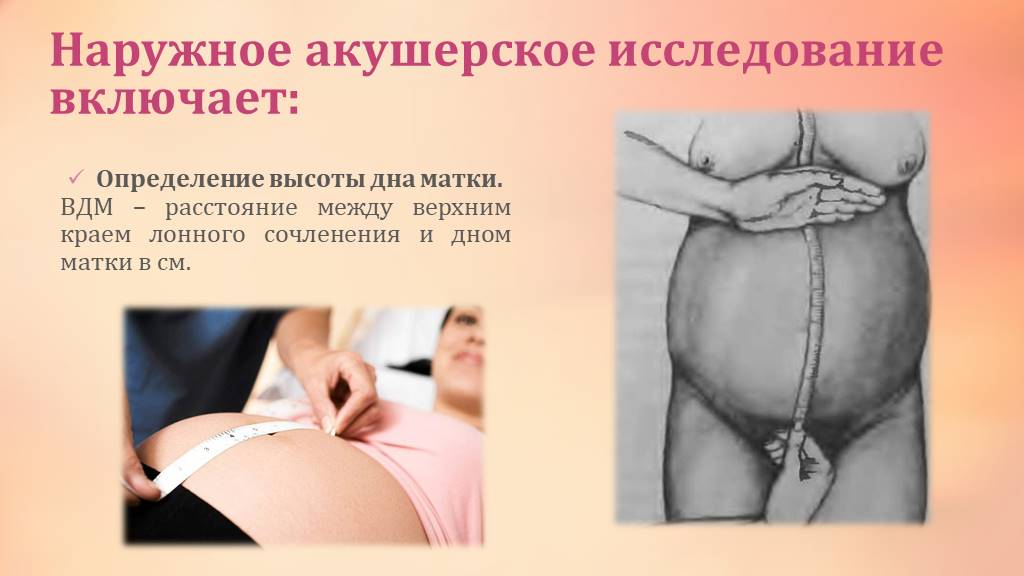 Наружное акушерское исследование
включает:
✓ Определение высоты дна матки.
ВДМ – расстояние между верхним
краем лонного сочленения и дном
матки в см.